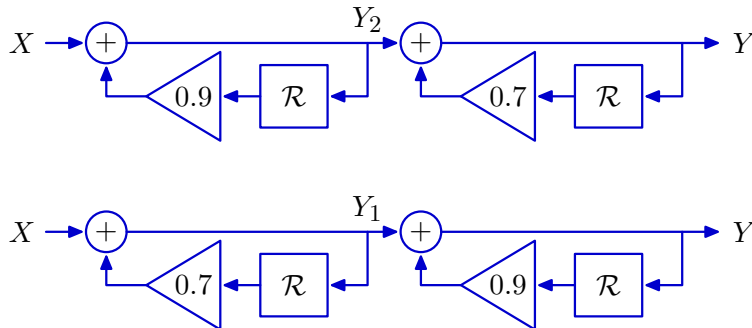 Y₂
X + + Y
0.9 ℛ 0.7 ℛ
Y₁
X + + Y
0.7 ℛ 0.9 ℛ